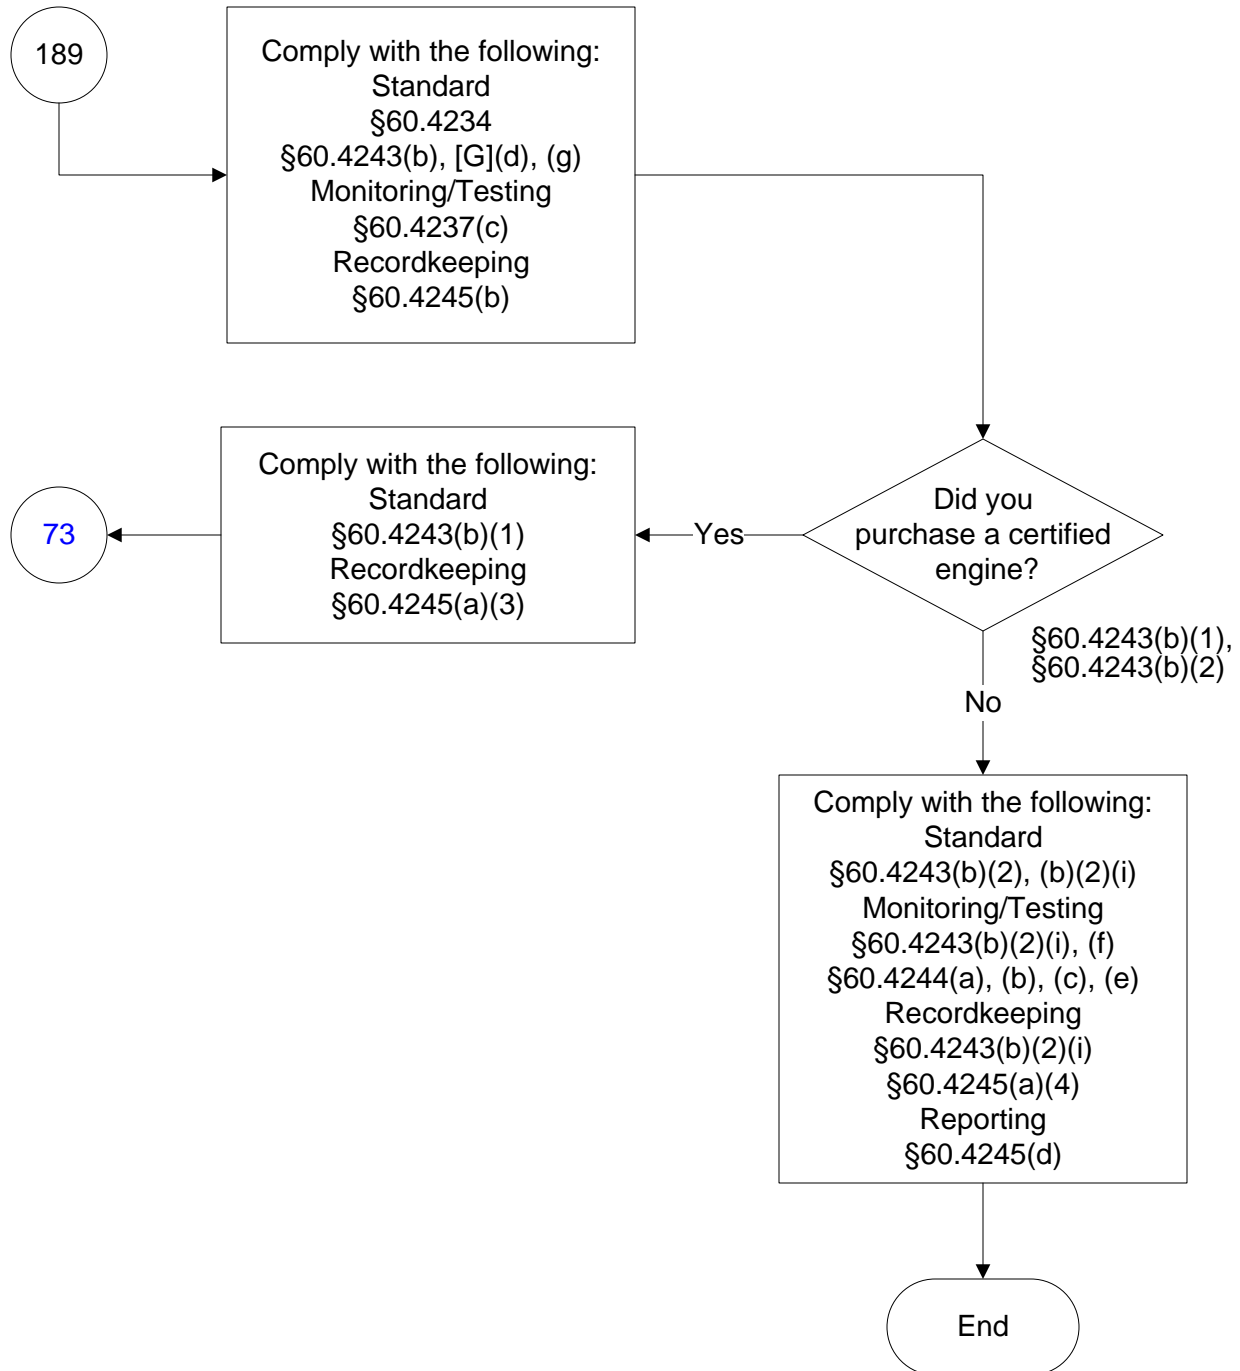 189
Comply with the following:
Standard
§60.4234
§60.4243(b), [G](d), (g)
Monitoring/Testing
§60.4237(c)
Recordkeeping
§60.4245(b)
Did you
purchase a certified
engine?
Yes
Comply with the following:
Standard
§60.4243(b)(1)
Recordkeeping
§60.4245(a)(3)
73
§60.4243(b)(1),
§60.4243(b)(2)
No
Comply with the following:
Standard
§60.4243(b)(2), (b)(2)(i)
Monitoring/Testing
§60.4243(b)(2)(i), (f)
§60.4244(a), (b), (c), (e)
Recordkeeping
§60.4243(b)(2)(i)
§60.4245(a)(4)
Reporting
§60.4245(d)
End